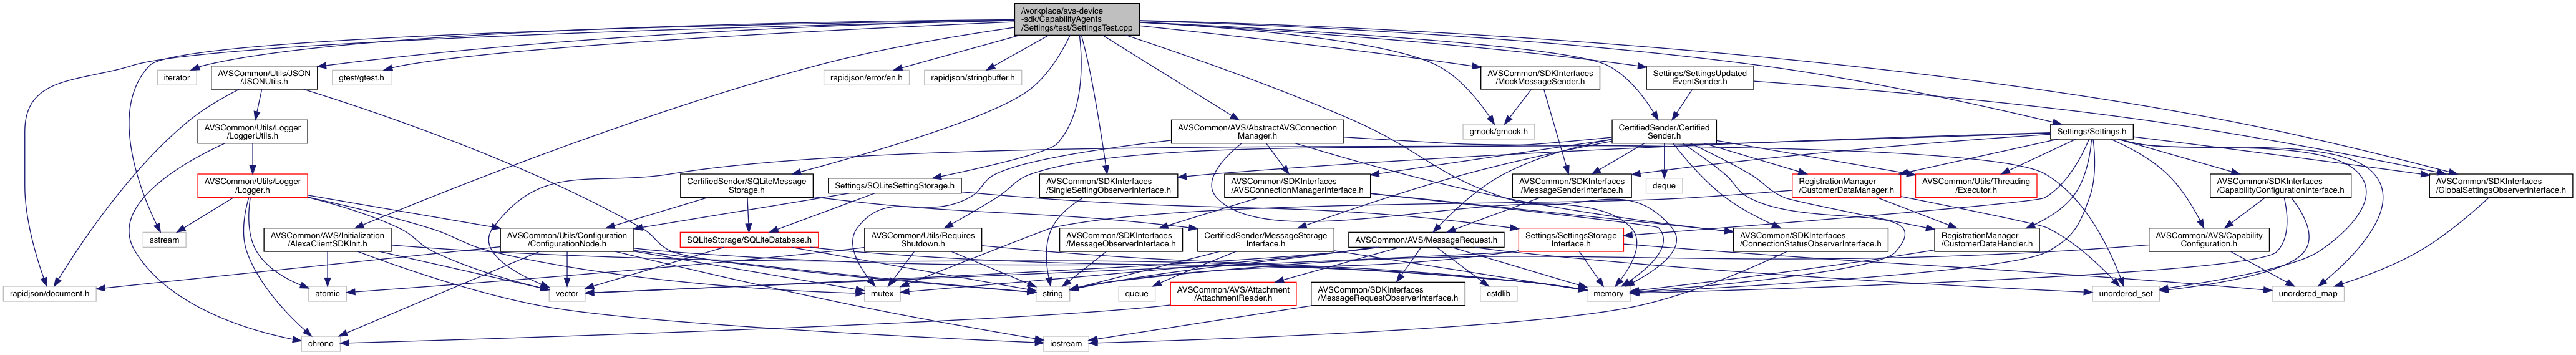 /workplace/avs-device
-sdk/CapabilityAgents
/Settings/test/SettingsTest.cpp
iterator
AVSCommon/Utils/JSON
/JSONUtils.h
gtest/gtest.h
rapidjson/error/en.h
rapidjson/stringbuffer.h
AVSCommon/SDKInterfaces
/MockMessageSender.h
Settings/SettingsUpdated
EventSender.h
AVSCommon/Utils/Logger
/LoggerUtils.h
AVSCommon/AVS/AbstractAVSConnection
Manager.h
gmock/gmock.h
CertifiedSender/Certified
Sender.h
Settings/Settings.h
AVSCommon/Utils/Logger
/Logger.h
CertifiedSender/SQLiteMessage
Storage.h
Settings/SQLiteSettingStorage.h
AVSCommon/SDKInterfaces
/SingleSettingObserverInterface.h
AVSCommon/SDKInterfaces
/AVSConnectionManagerInterface.h
AVSCommon/SDKInterfaces
/MessageSenderInterface.h
deque
RegistrationManager
/CustomerDataManager.h
AVSCommon/Utils/Threading
/Executor.h
AVSCommon/SDKInterfaces
/CapabilityConfigurationInterface.h
AVSCommon/SDKInterfaces
/GlobalSettingsObserverInterface.h
sstream
AVSCommon/AVS/Initialization
/AlexaClientSDKInit.h
AVSCommon/Utils/Configuration
/ConfigurationNode.h
SQLiteStorage/SQLiteDatabase.h
AVSCommon/Utils/Requires
Shutdown.h
AVSCommon/SDKInterfaces
/MessageObserverInterface.h
CertifiedSender/MessageStorage
Interface.h
AVSCommon/AVS/MessageRequest.h
Settings/SettingsStorage
Interface.h
AVSCommon/SDKInterfaces
/ConnectionStatusObserverInterface.h
RegistrationManager
/CustomerDataHandler.h
AVSCommon/AVS/Capability
Configuration.h
rapidjson/document.h
atomic
vector
mutex
string
queue
AVSCommon/AVS/Attachment
/AttachmentReader.h
AVSCommon/SDKInterfaces
/MessageRequestObserverInterface.h
cstdlib
memory
unordered_set
unordered_map
chrono
iostream